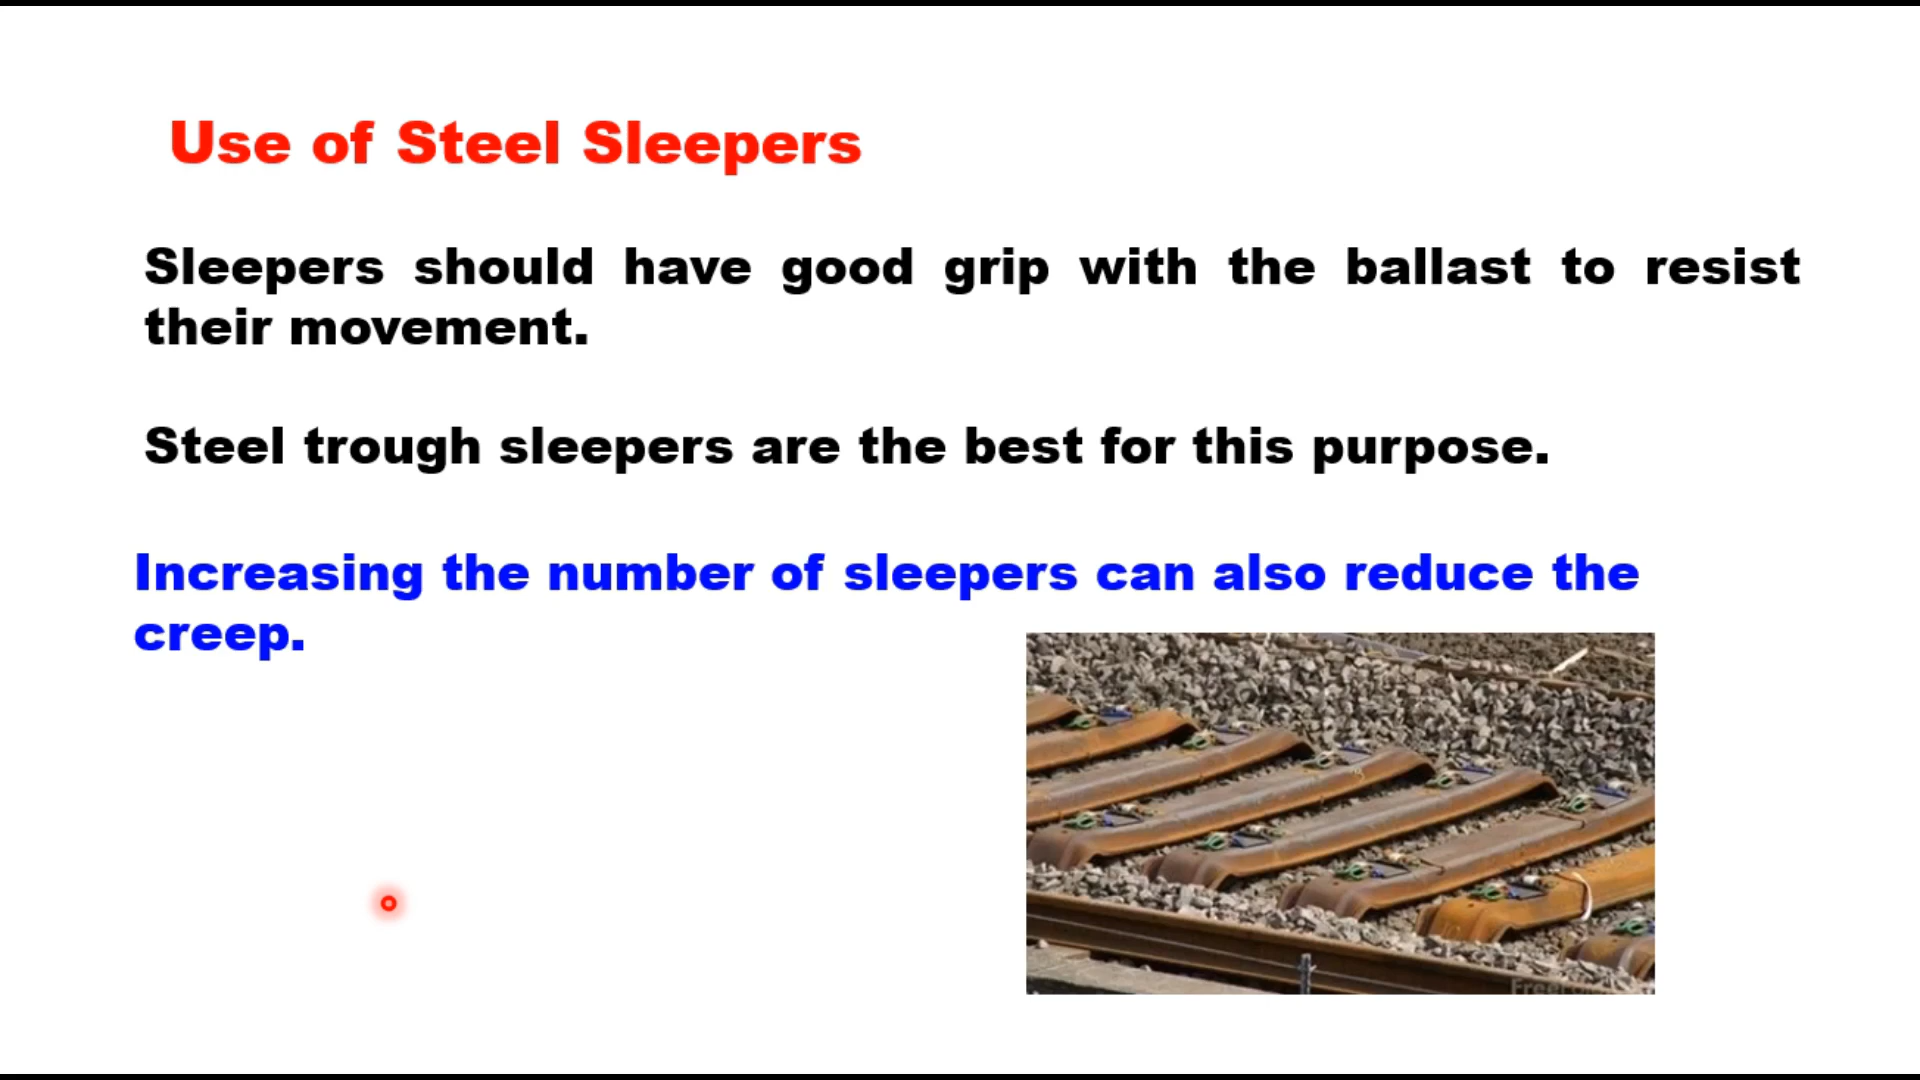 Use of Steel Sleepers
Sleepers should have good grip with the ballast to resist
their movement.
Steel trough sleepers are the best for this purpose.
Increasing the number of sleepers can also reduce the
creep.